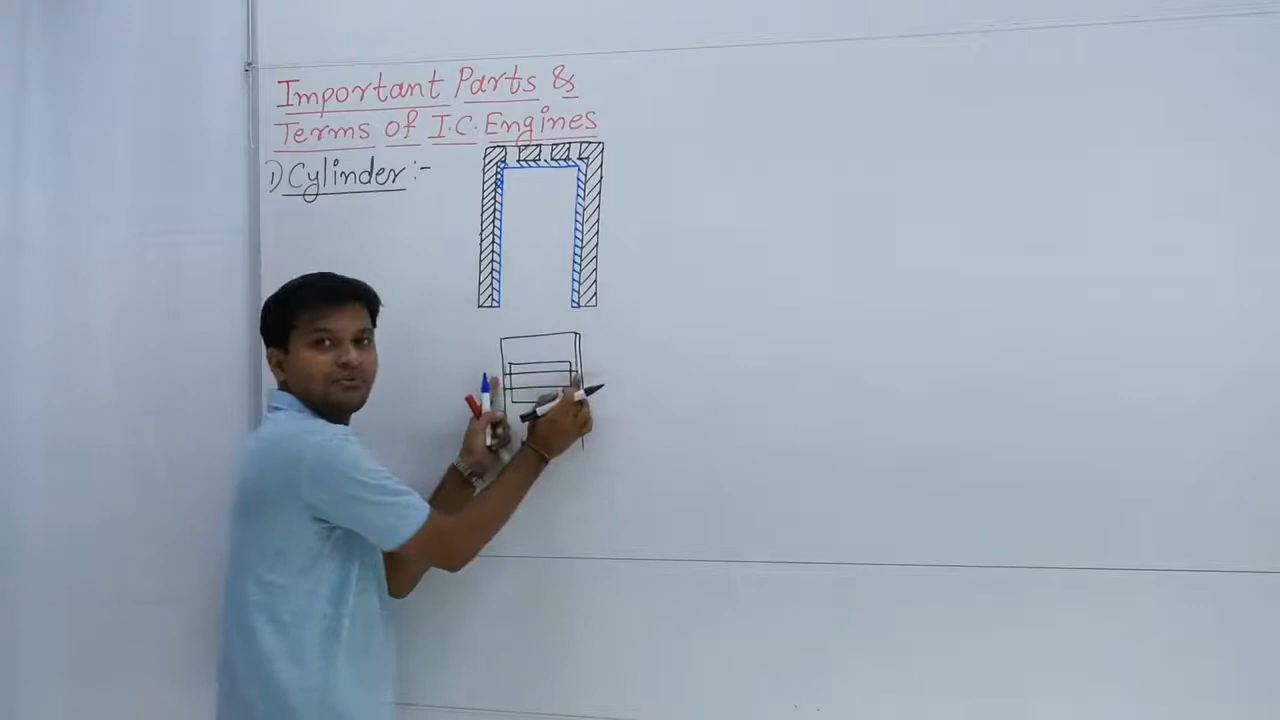 Important Parts &
Terms of I.C. Engines
1) Cylinder :-